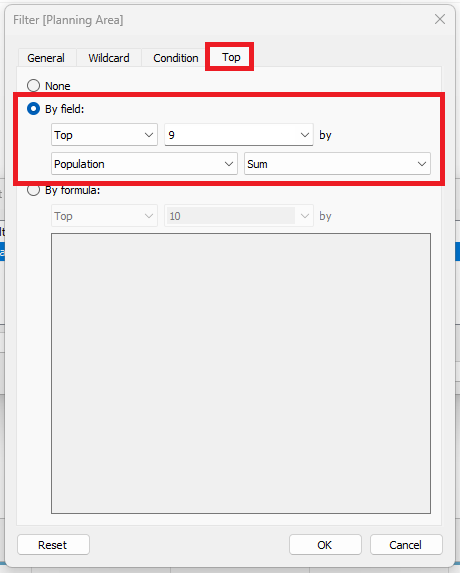 Filter [Planning Area]
General Wildcard Condition Top
None
By field:
Top 9 by
Population Sum
By formula:
Top 10 by
Reset OK Cancel